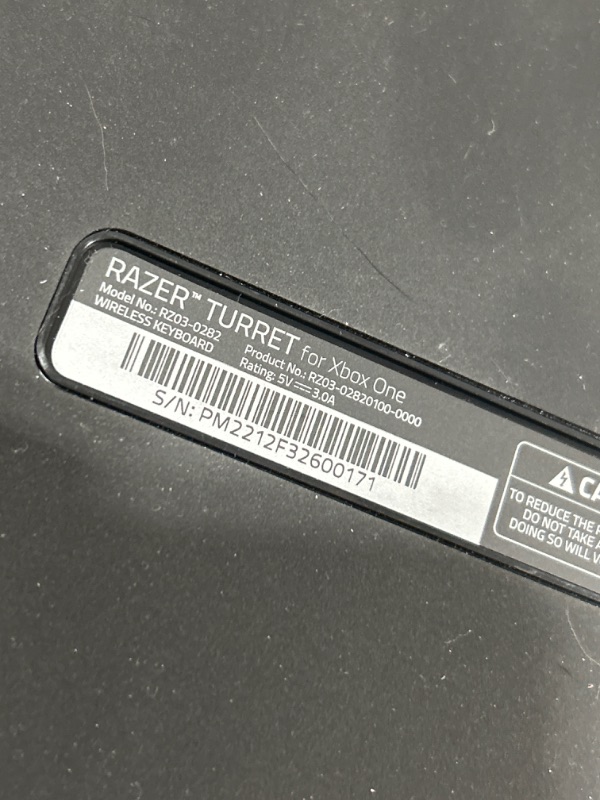 RAZER™ TURRET for Xbox One
Model No.: RZ03-0282 Product No.: RZ03-02820100-0000
WIRELESS KEYBOARD Rating: 5V⎓3.0A
S/N: PM2212F32600171
TO REDUCE THE
DO NOT TAKE
DOING SO WILL